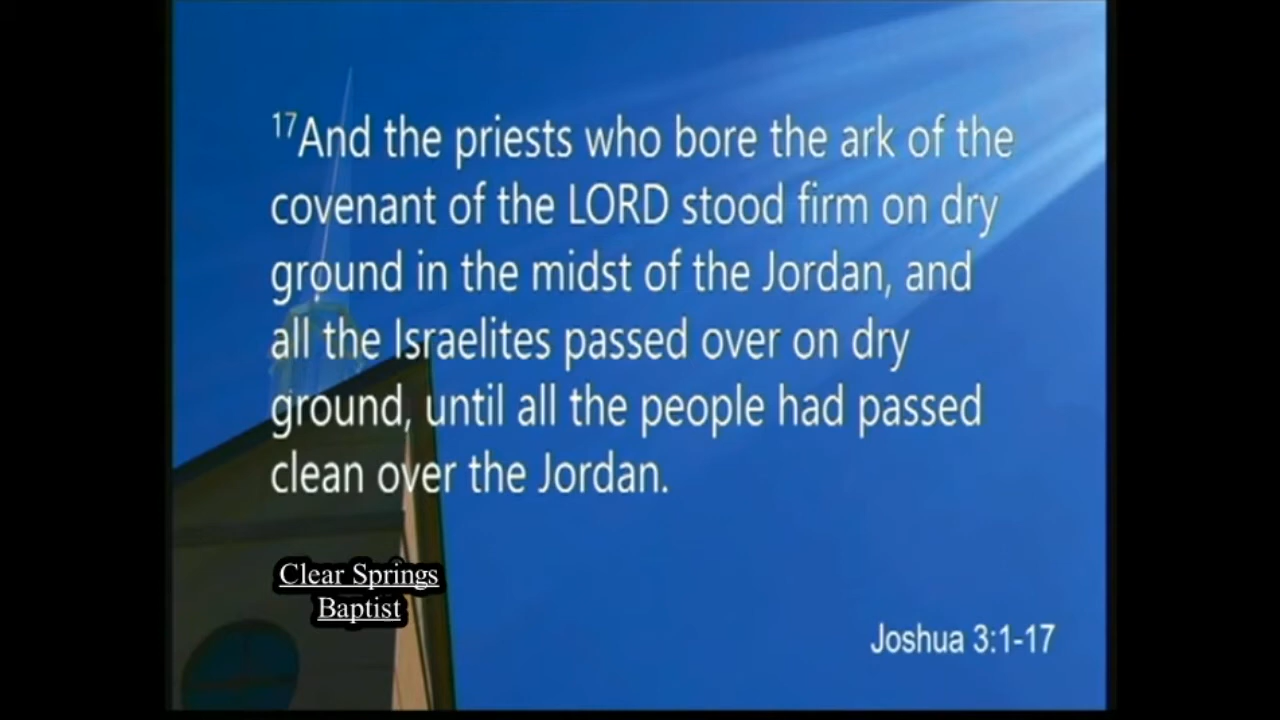 17And the priests who bore the ark of the
covenant of the LORD stood firm on dry
ground in the midst of the Jordan, and
all the Israelites passed over on dry
ground, until all the people had passed
clean over the Jordan.
Clear Springs
Baptist
Joshua 3:1-17